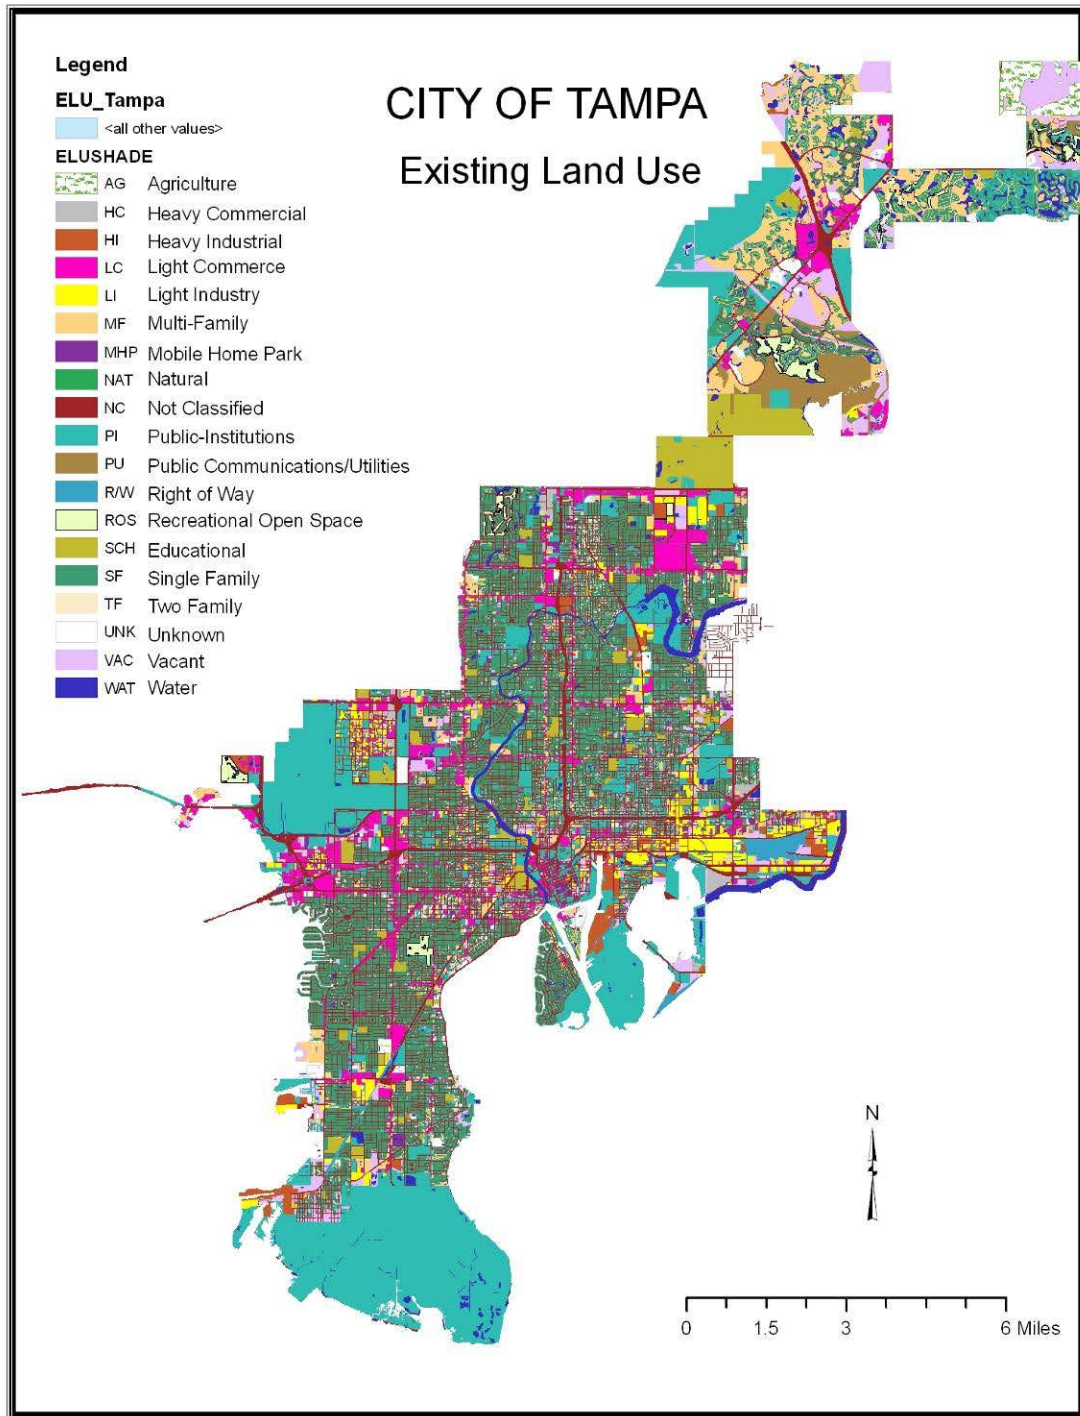 CITY OF TAMPA
Existing Land Use
Legend
ELU_Tampa
<all other values>
ELUSHADE
AG Agriculture
HC Heavy Commercial
HI Heavy Industrial
LC Light Commerce
LI Light Industry
MF Multi-Family
MHP Mobile Home Park
NAT Natural
NC Not Classified
PI Public-Institutions
PU Public Communications/Utilities
R/W Right of Way
ROS Recreational Open Space
SCH Educational
SF Single Family
TF Two Family
UNK Unknown
VAC Vacant
WAT Water
N
0 1.5 3 6 Miles